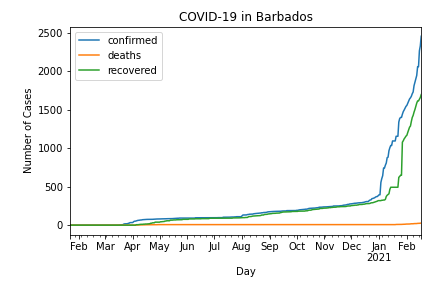 COVID-19 in Barbados
confirmed
deaths
recovered
Number of Cases
2500
2000
1500
1000
500
0
Feb Mar Apr May Jun Jul Aug Sep Oct Nov Dec Jan Feb
2021
Day